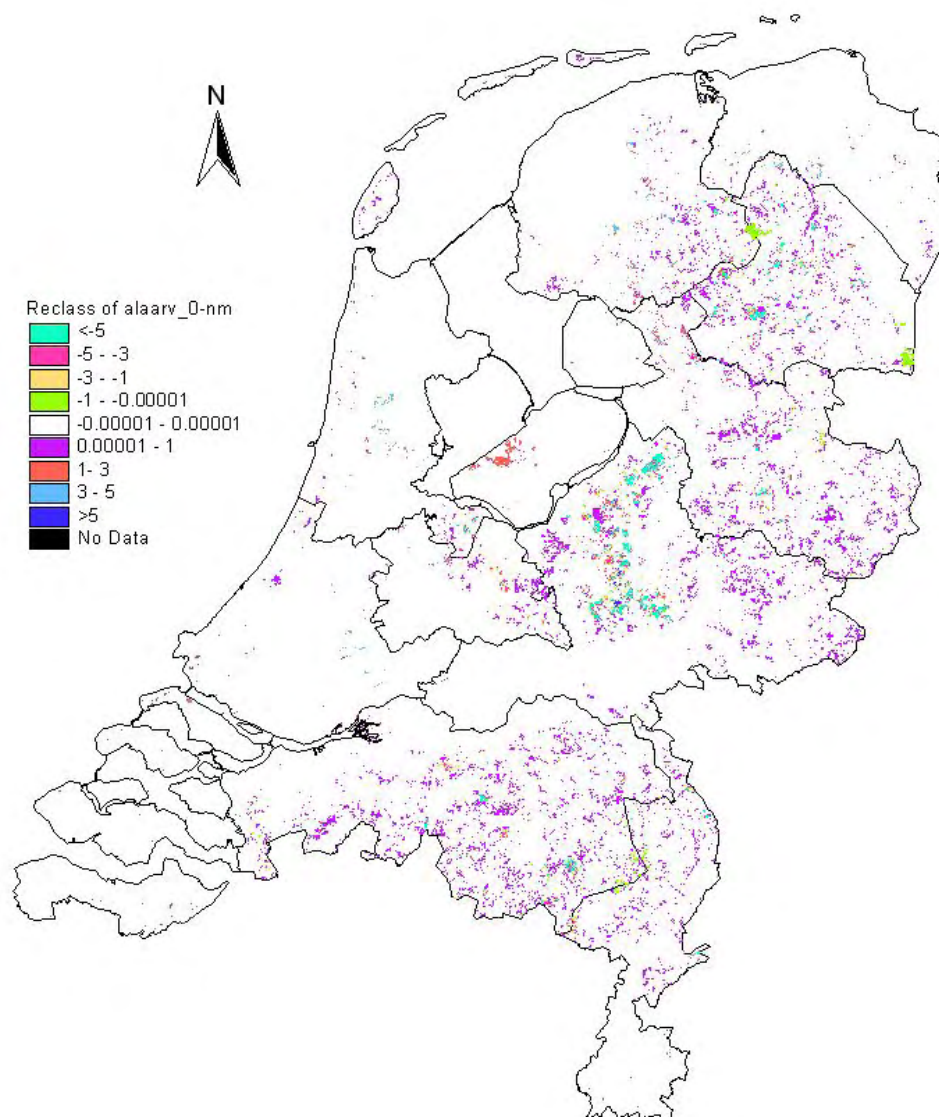 N
Reclass of alaarv_0-nm
<-5
-5 - -3
-3 - -1
-1 - -0.00001
-0.00001 - 0.00001
0.00001 - 1
1- 3
3 - 5
>5
No Data